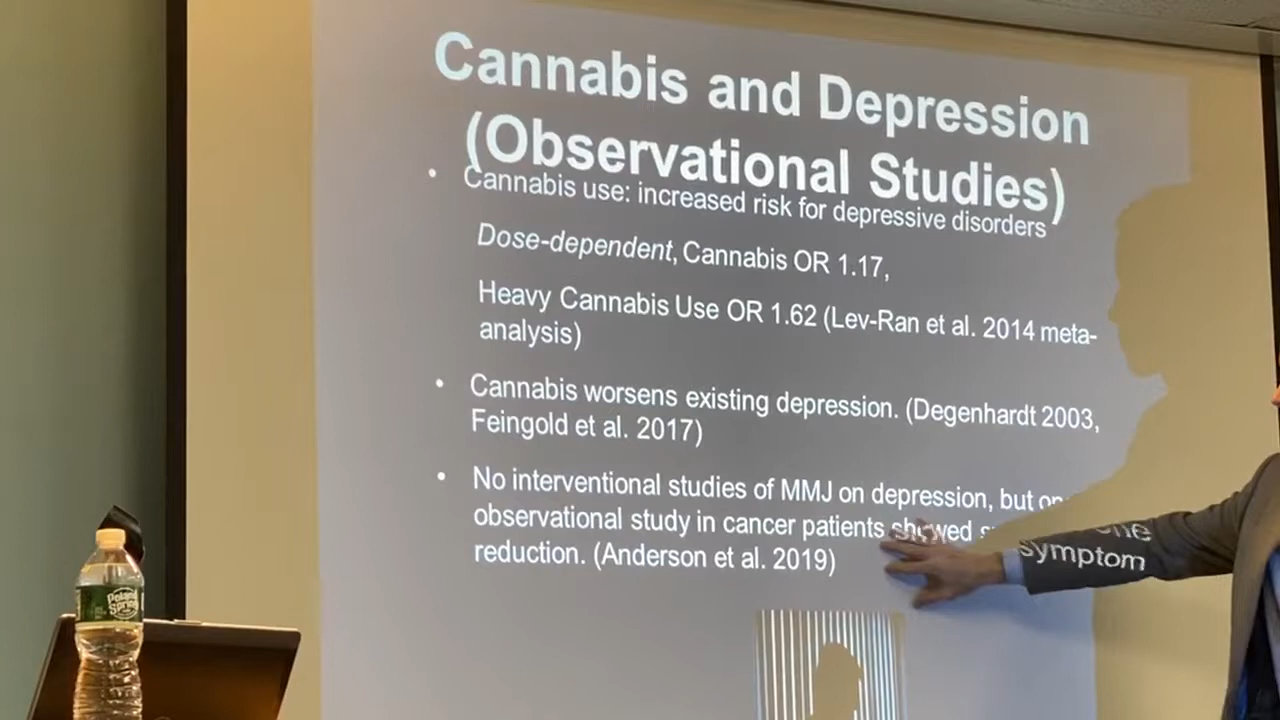 Cannabis and Depression
(Observational Studies)
• Cannabis use: increased risk for depressive disorders
Dose-dependent, Cannabis OR 1.17,
Heavy Cannabis Use OR 1.62 (Lev-Ran et al. 2014 meta-
analysis)
• Cannabis worsens existing depression. (Degenhardt 2003,
Feingold et al. 2017)
• No interventional studies of MMJ on depression, but one
observational study in cancer patients showed symptom
reduction. (Anderson et al. 2019)
Poland
Spring